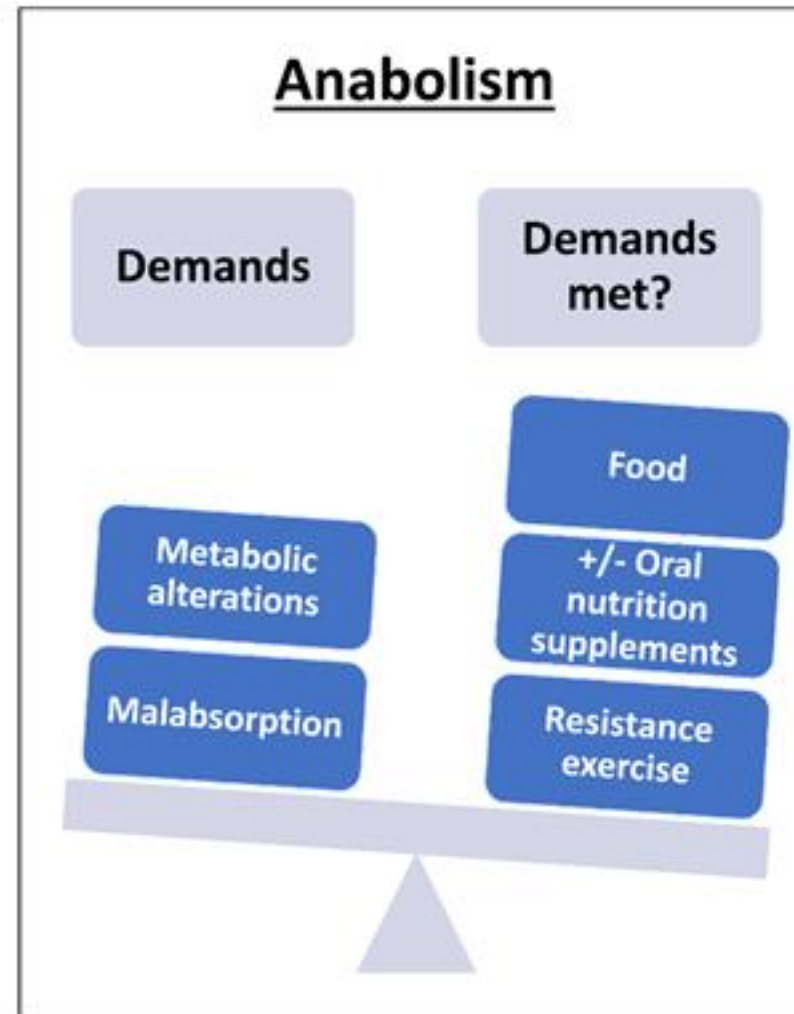 Anabolism
Demands
Demands
met?
Metabolic
alterations
Malabsorption
Food
+/- Oral
nutrition
supplements
Resistance
exercise